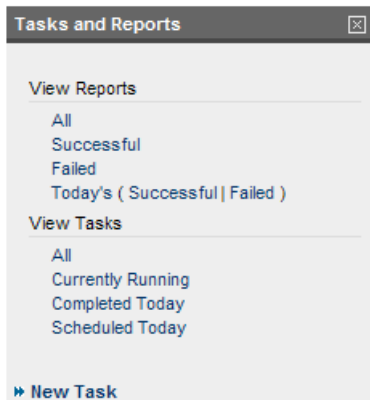 Tasks and Reports
View Reports
All
Successful
Failed
Today's ( Successful | Failed )
View Tasks
All
Currently Running
Completed Today
Scheduled Today
New Task